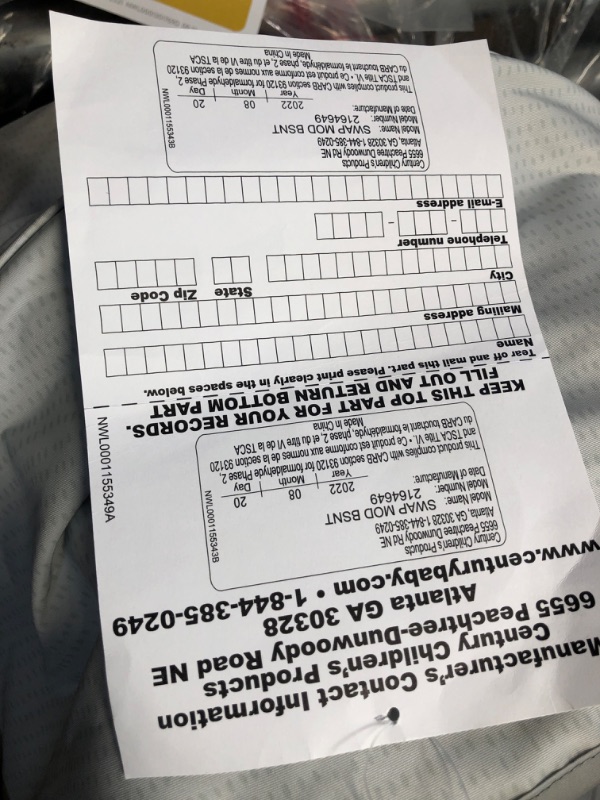 Manufacturer's Contact Information
Century Children's Products
6655 Peachtree-Dunwoody Road NE
Atlanta GA 30328
www.centurybaby.com • 1-844-385-0249
Century Children's Products
6655 Peachtree Dunwoody Rd NE
Atlanta, GA 30328 1-844-385-0249
Model Name: SWAP MOD BSNT
Model Number: 2164649
Date of Manufacture: 2022 08 20
Year Month Day
This product complies with CARB section 93120 for formaldehyde Phase 2,
and TSCA Title VI. • Ce produit est conforme aux normes de la section 93120
du CARB touchant le formaldéhyde, phase 2, et du titre VI de la TSCA
Made in China
NWL0001155343B
KEEP THIS TOP PART FOR YOUR RECORDS.
FILL OUT AND RETURN BOTTOM PART
NWL0001155349A
Tear off and mail this part. Please print clearly in the spaces below.
Name
Mailing address
City State Zip Code
Telephone number
E-mail address
Century Children's Products
6655 Peachtree Dunwoody Rd NE
Atlanta, GA 30328 1-844-385-0249
Model Name: SWAP MOD BSNT
Model Number: 2164649
Date of Manufacture: 2022 08 20
Year Month Day
This product complies with CARB section 93120 for formaldehyde Phase 2,
and TSCA Title VI. • Ce produit est conforme aux normes de la section 93120
du CARB touchant le formaldéhyde, phase 2, et du titre VI de la TSCA
Made in China
NWL0001155343B